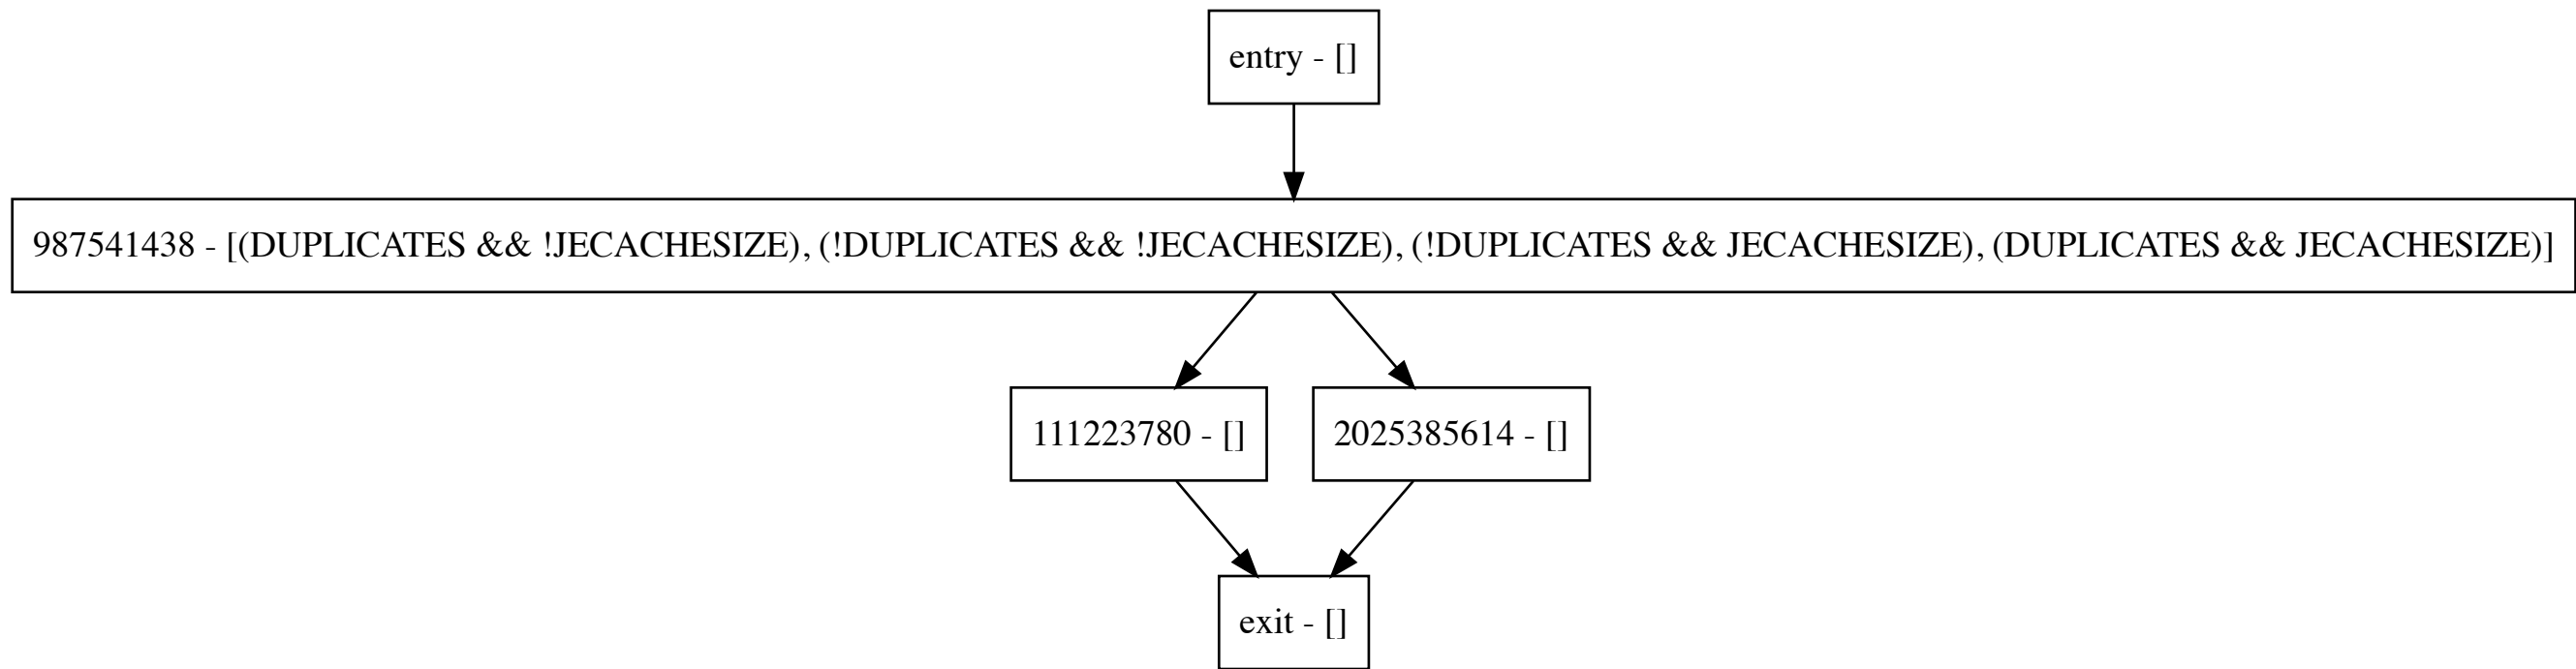 entry - []
987541438 - [(DUPLICATES && !JECACHESIZE), (!DUPLICATES && !JECACHESIZE), (!DUPLICATES && JECACHESIZE), (DUPLICATES && JECACHESIZE)]
111223780 - []
2025385614 - []
exit - []